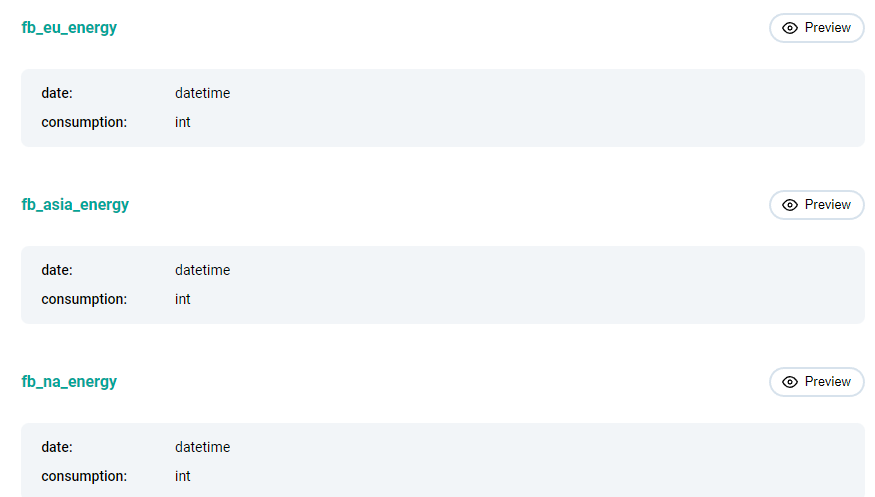 fb_eu_energy Preview
date: datetime
consumption: int
fb_asia_energy Preview
date: datetime
consumption: int
fb_na_energy Preview
date: datetime
consumption: int